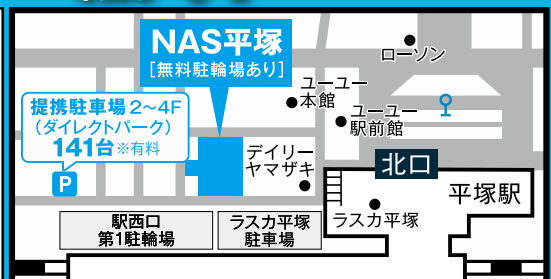 NAS平塚
[無料駐輪場あり]
ローソン
ユーユー
本館
ユーユー
駅前館
提携駐車場 2〜4F
（ダイレクトパーク）
141台※有料
P
デイリー
ヤマザキ
北口
平塚駅
ラスカ平塚
駅西口
第1駐輪場
ラスカ平塚
駐車場